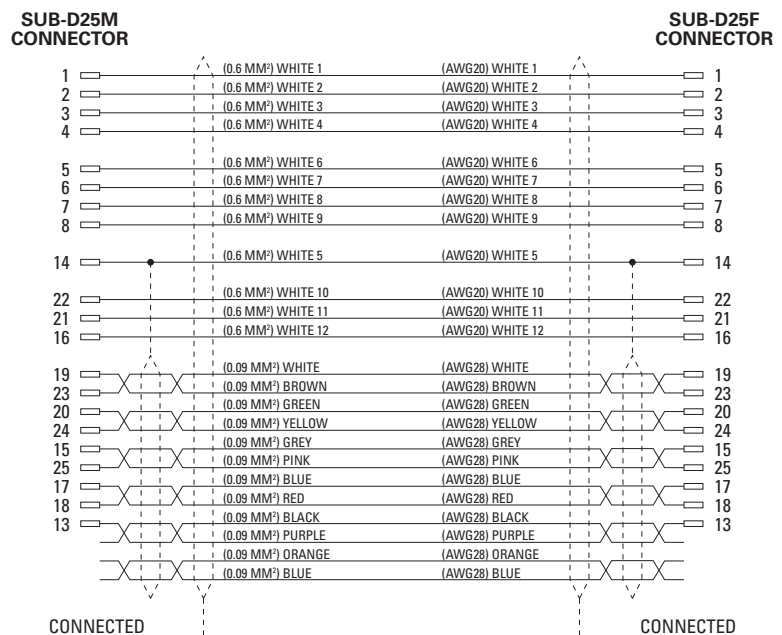 SUB-D25M
CONNECTOR
SUB-D25F
CONNECTOR
1 (0.6 MM²) WHITE 1 (AWG20) WHITE 1 1
2 (0.6 MM²) WHITE 2 (AWG20) WHITE 2 2
3 (0.6 MM²) WHITE 3 (AWG20) WHITE 3 3
4 (0.6 MM²) WHITE 4 (AWG20) WHITE 4 4
5 (0.6 MM²) WHITE 6 (AWG20) WHITE 6 5
6 (0.6 MM²) WHITE 7 (AWG20) WHITE 7 6
7 (0.6 MM²) WHITE 8 (AWG20) WHITE 8 7
8 (0.6 MM²) WHITE 9 (AWG20) WHITE 9 8
14 (0.6 MM²) WHITE 5 (AWG20) WHITE 5 14
22 (0.6 MM²) WHITE 10 (AWG20) WHITE 10 22
21 (0.6 MM²) WHITE 11 (AWG20) WHITE 11 21
16 (0.6 MM²) WHITE 12 (AWG20) WHITE 12 16
19 (0.09 MM²) WHITE (AWG28) WHITE 19
23 (0.09 MM²) BROWN (AWG28) BROWN 23
20 (0.09 MM²) GREEN (AWG28) GREEN 20
24 (0.09 MM²) YELLOW (AWG28) YELLOW 24
15 (0.09 MM²) GREY (AWG28) GREY 15
25 (0.09 MM²) PINK (AWG28) PINK 25
17 (0.09 MM²) BLUE (AWG28) BLUE 17
18 (0.09 MM²) RED (AWG28) RED 18
13 (0.09 MM²) BLACK (AWG28) BLACK 13
(0.09 MM²) PURPLE (AWG28) PURPLE
(0.09 MM²) ORANGE (AWG28) ORANGE
(0.09 MM²) BLUE (AWG28) BLUE
CONNECTED CONNECTED